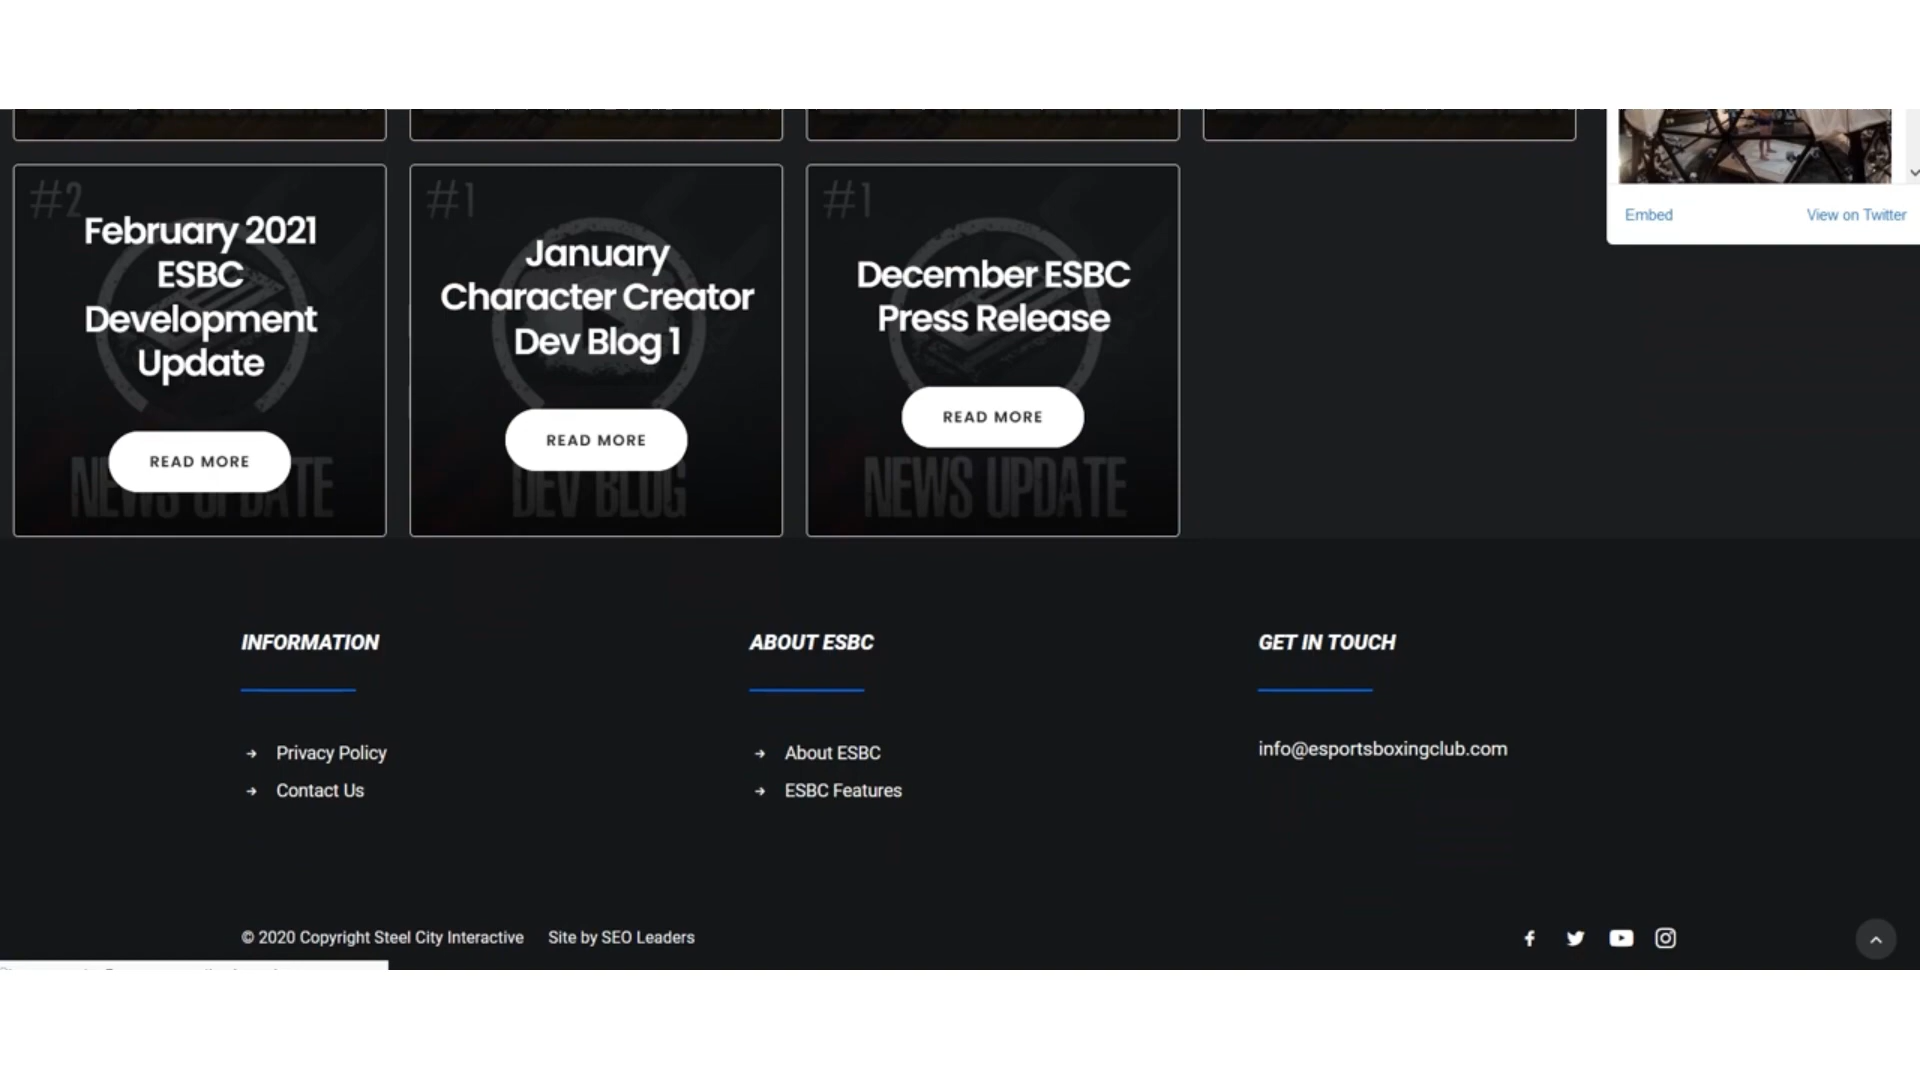 #2
February 2021
ESBC
Development
Update
READ MORE
NEWS UPDATE
#1
January
Character Creator
Dev Blog 1
READ MORE
DEV BLOG
#1
December ESBC
Press Release
READ MORE
NEWS UPDATE
Embed
View on Twitter
INFORMATION
Privacy Policy
Contact Us
ABOUT ESBC
About ESBC
ESBC Features
GET IN TOUCH
info@esportsboxingclub.com
© 2020 Copyright Steel City Interactive
Site by SEO Leaders